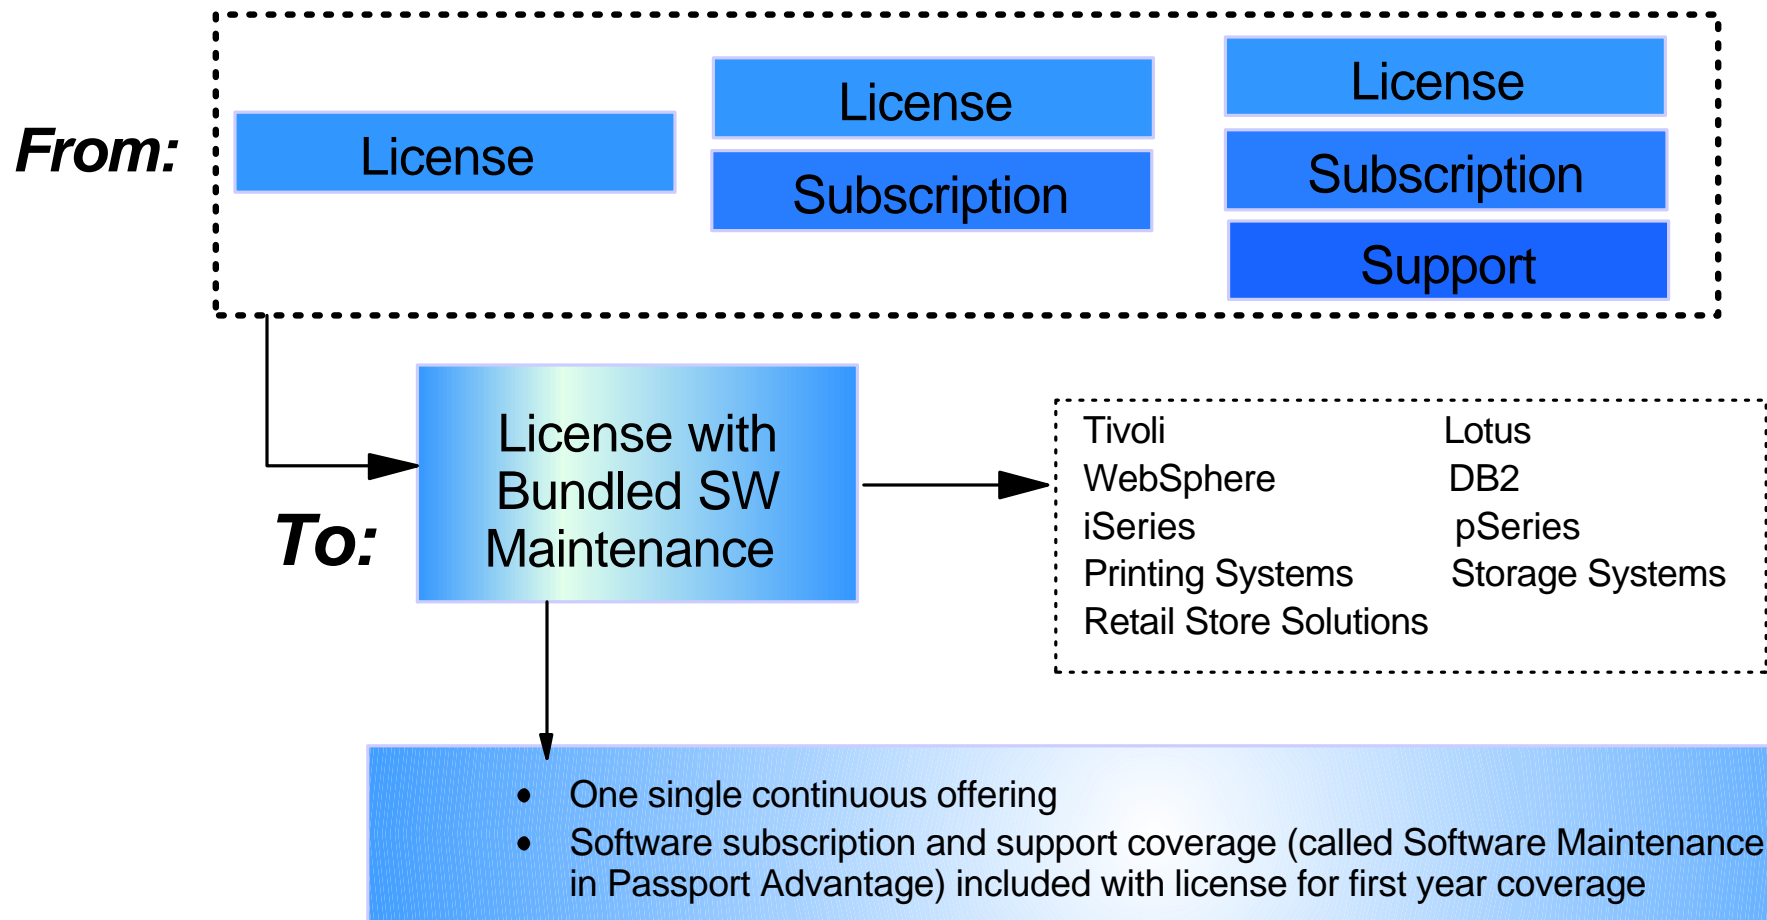 From:
License
License
Subscription
License
Subscription
Support
To:
License with
Bundled SW
Maintenance
Tivoli Lotus
WebSphere DB2
iSeries pSeries
Printing Systems Storage Systems
Retail Store Solutions
• One single continuous offering
• Software subscription and support coverage (called Software Maintenance
in Passport Advantage) included with license for first year coverage